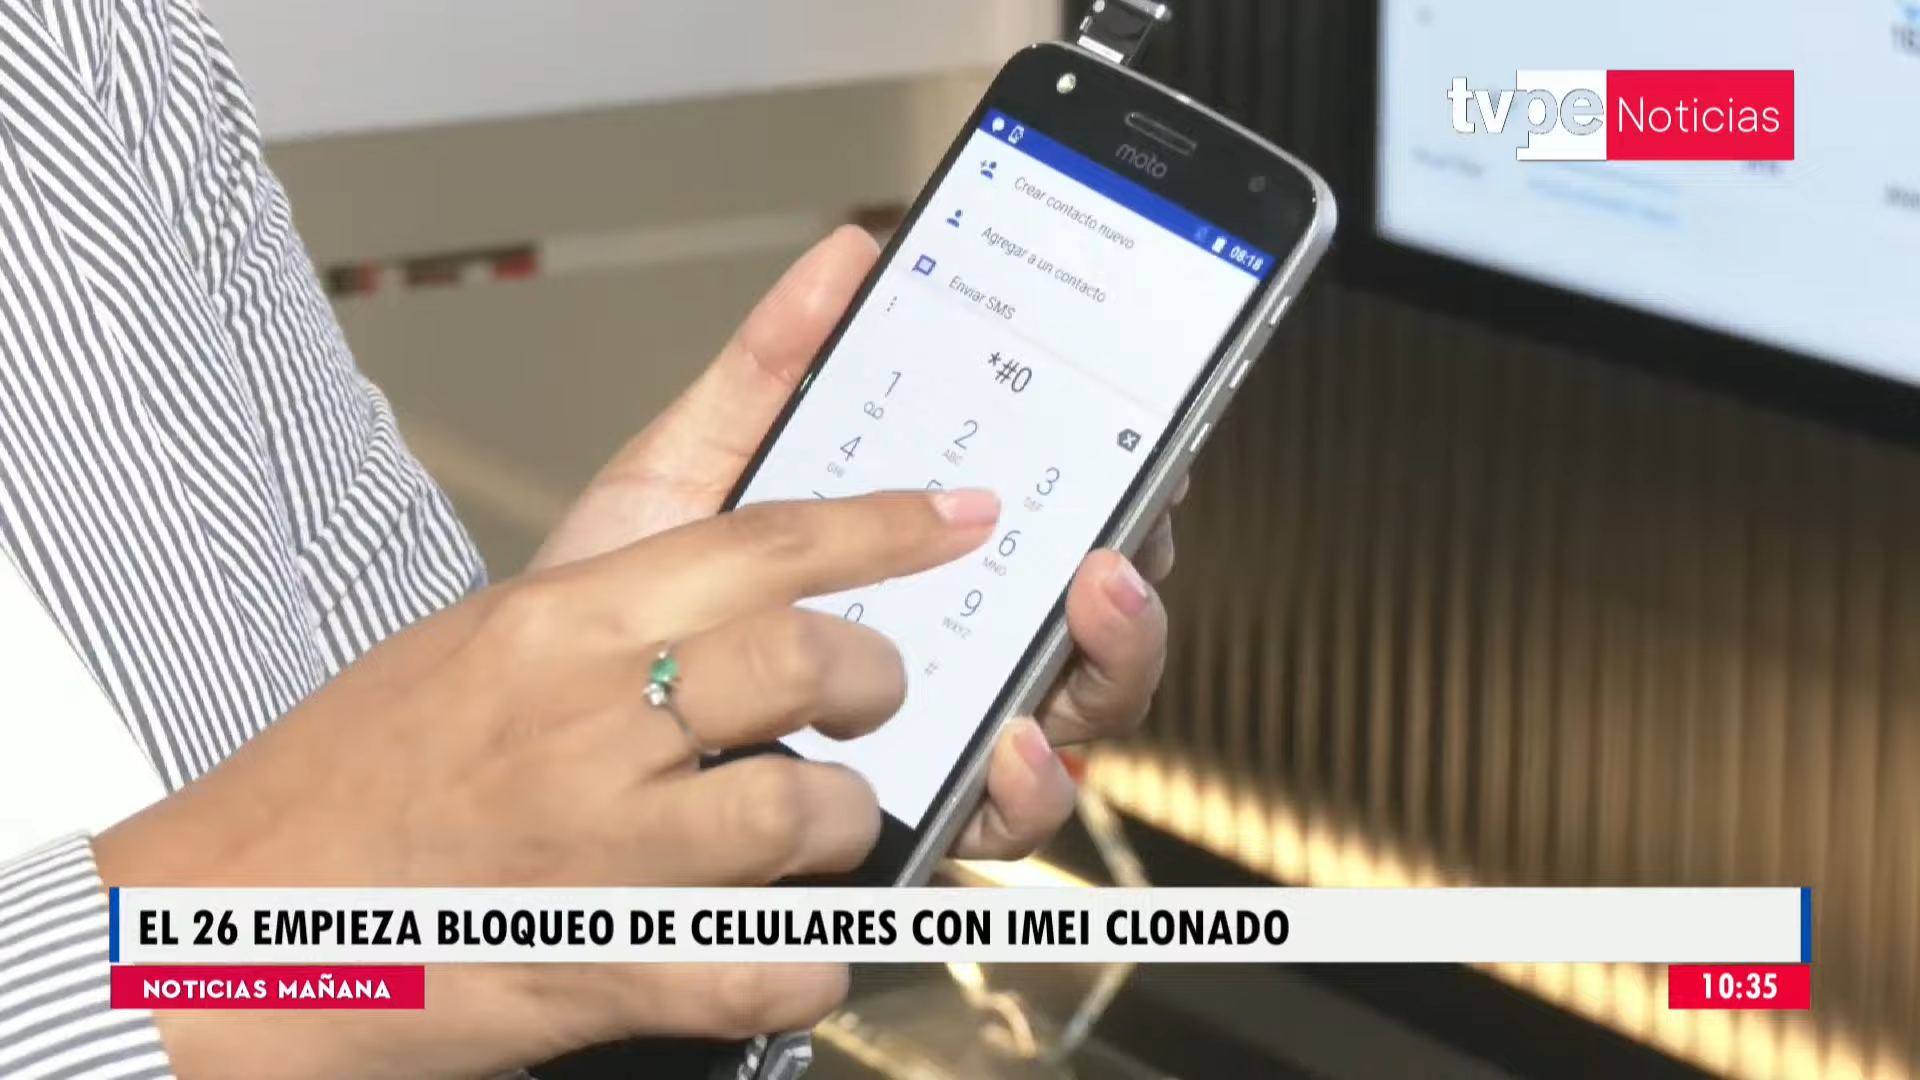 tvpe Noticias
moto
08:18
Crear contacto nuevo
Agregar a un contacto
Enviar SMS
*#0
1
2
ABC
3
DEF
4
GHI
6
MNO
9
WXYZ
0
#
EL 26 EMPIEZA BLOQUEO DE CELULARES CON IMEI CLONADO
NOTICIAS MAÑANA
10:35